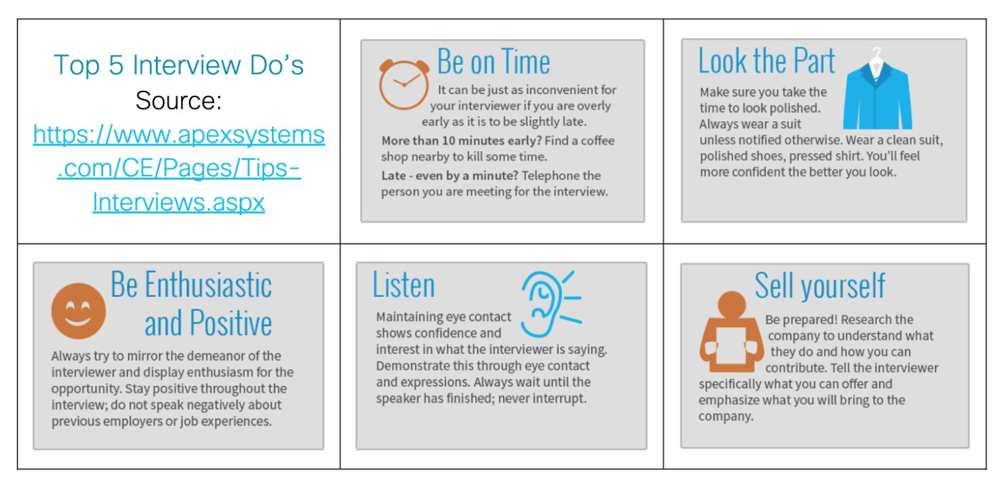 Top 5 Interview Do's
Source:
https://www.apexsystems
.com/CE/Pages/Tips-
Interviews.aspx
Be on Time
It can be just as inconvenient for
your interviewer if you are overly
early as it is to be slightly late.
More than 10 minutes early? Find a coffee
shop nearby to kill some time.
Late - even by a minute? Telephone the
person you are meeting for the interview.
Look the Part
Make sure you take the
time to look polished.
Always wear a suit
unless notified otherwise. Wear a clean suit,
polished shoes, pressed shirt. You'll feel
more confident the better you look.
Be Enthusiastic
and Positive
Always try to mirror the demeanor of the
interviewer and display enthusiasm for the
opportunity. Stay positive throughout the
interview; do not speak negatively about
previous employers or job experiences.
Listen
Maintaining eye contact
shows confidence and
interest in what the interviewer is saying.
Demonstrate this through eye contact
and expressions. Always wait until the
speaker has finished; never interrupt.
Sell yourself
Be prepared! Research the
company to understand what
they do and how you can
contribute. Tell the interviewer
specifically what you can offer and
emphasize what you will bring to the
company.